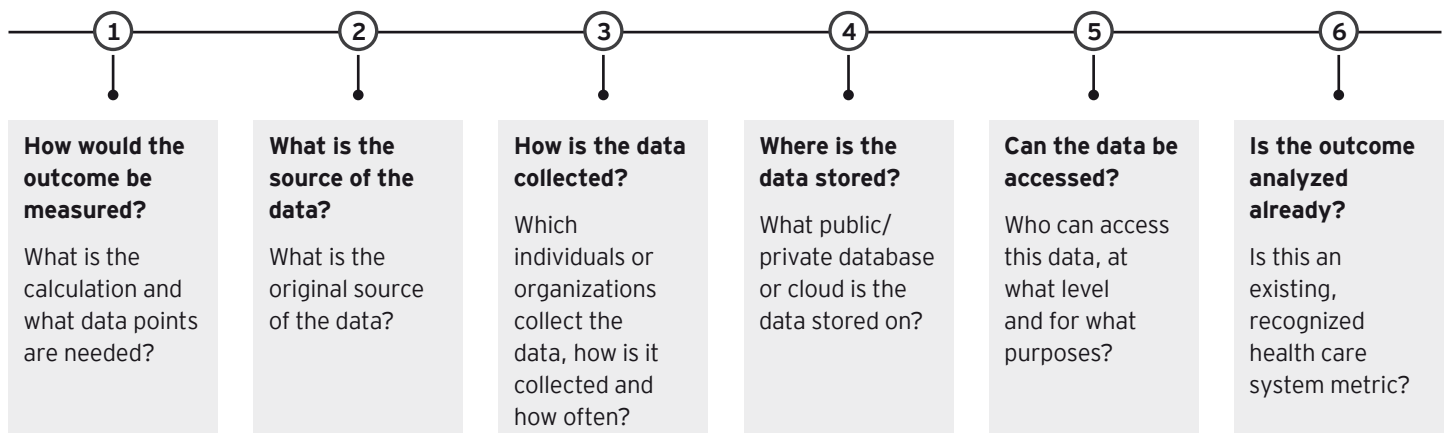 1
2
3
4
5
6
How would the
outcome be
measured?
What is the
calculation and
what data points
are needed?
What is the
source of the
data?
What is the
original source
of the data?
How is the data
collected?
Which
individuals or
organizations
collect the
data, how is it
collected and
how often?
Where is the
data stored?
What public/
private database
or cloud is the
data stored on?
Can the data be
accessed?
Who can access
this data, at
what level
and for what
purposes?
Is the outcome
analyzed
already?
Is this an
existing,
recognized
health care
system metric?